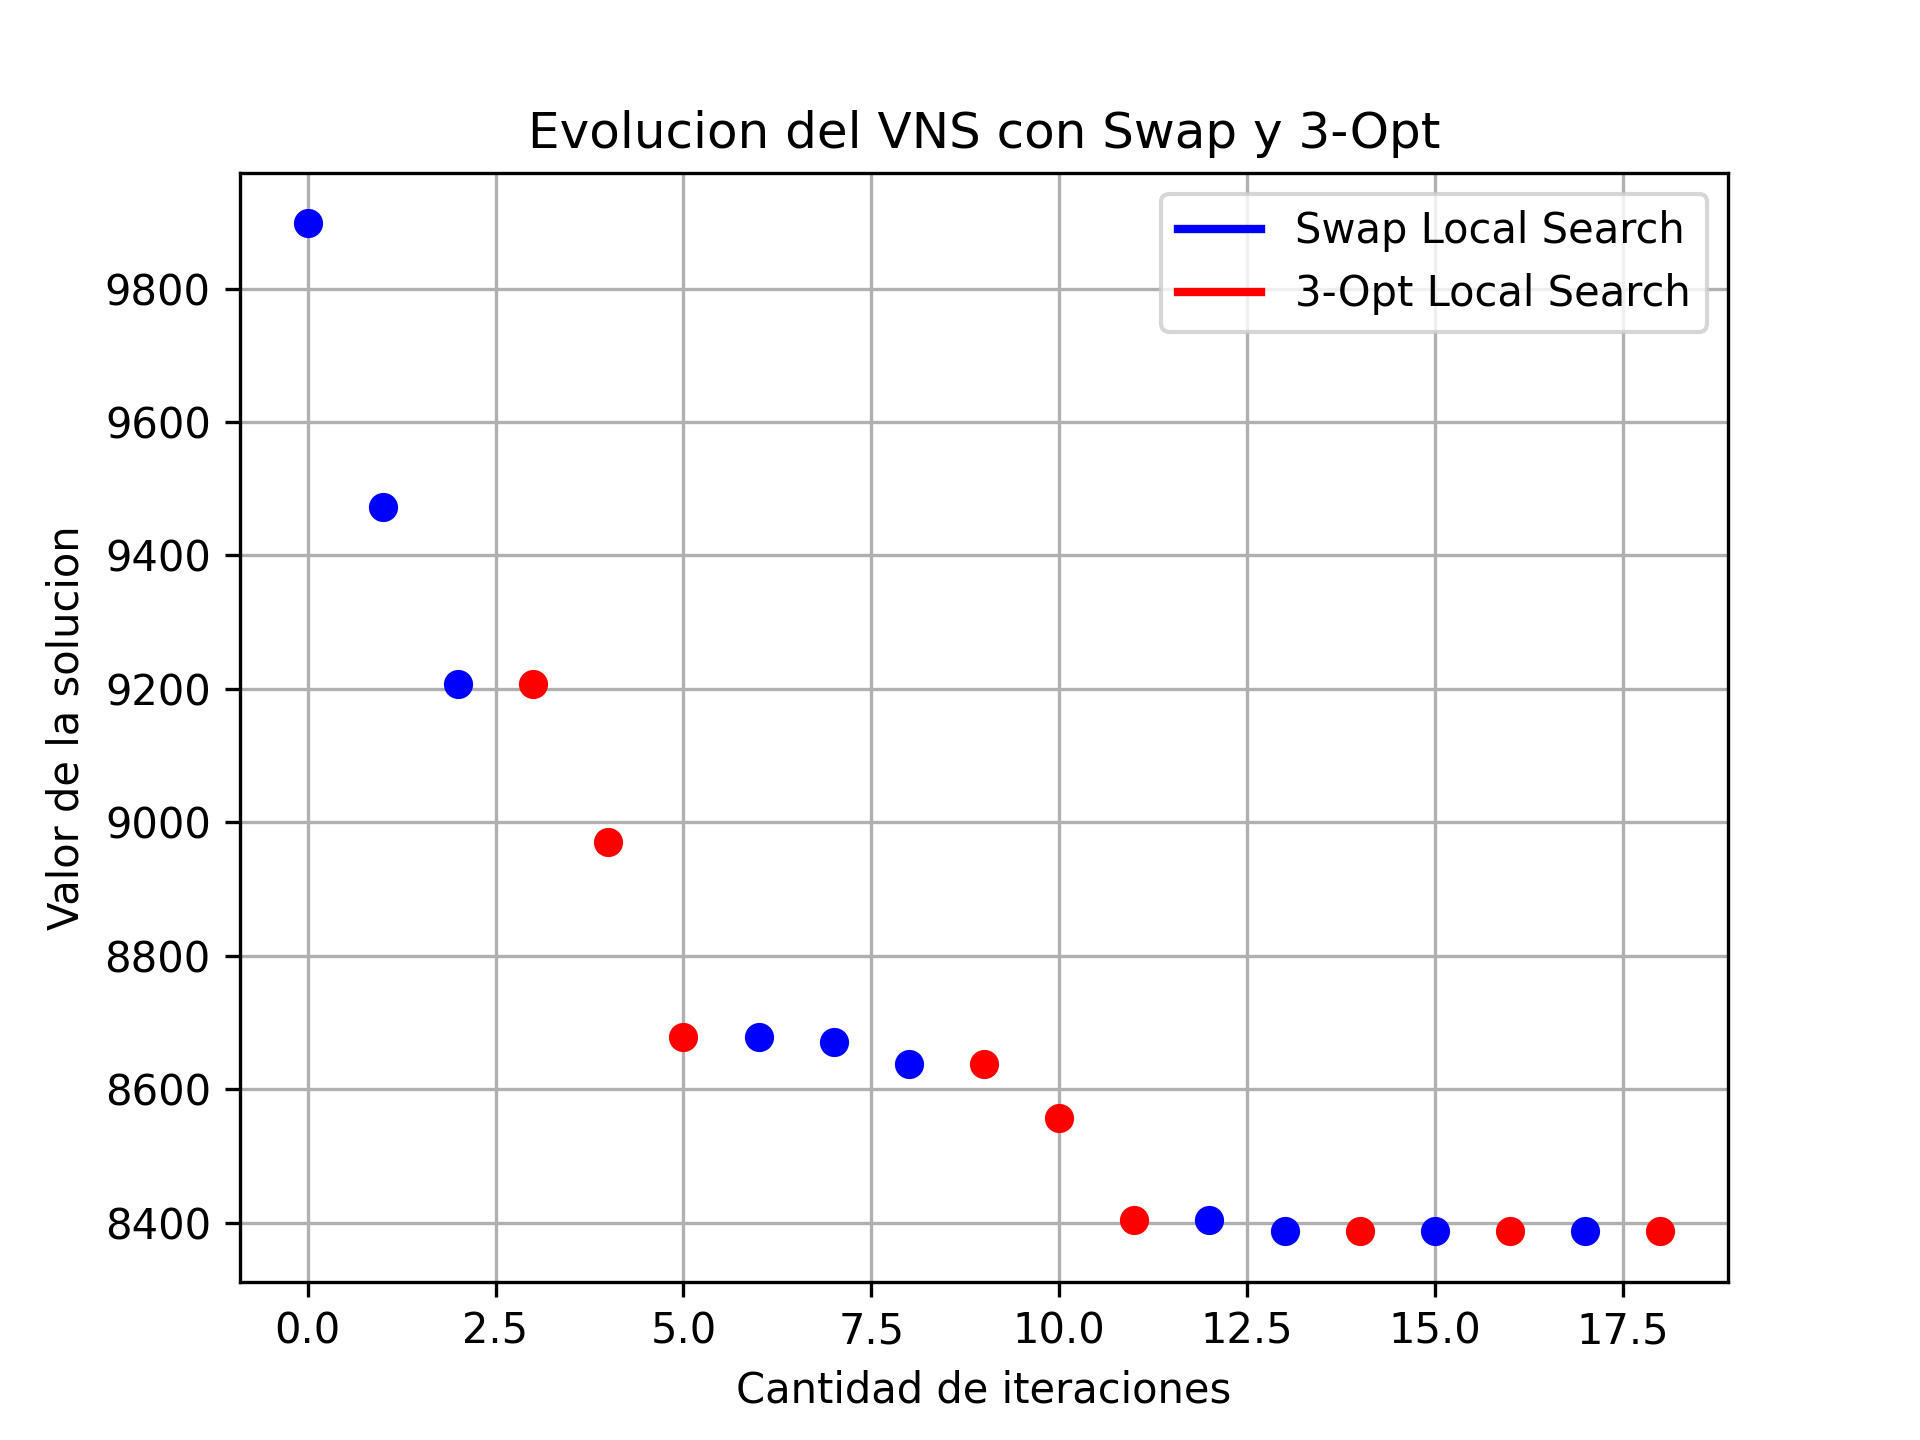 Evolucion del VNS con Swap y 3-Opt
Swap Local Search
3-Opt Local Search
Valor de la solucion
9800
9600
9400
9200
9000
8800
8600
8400
0.0 2.5 5.0 7.5 10.0 12.5 15.0 17.5
Cantidad de iteraciones